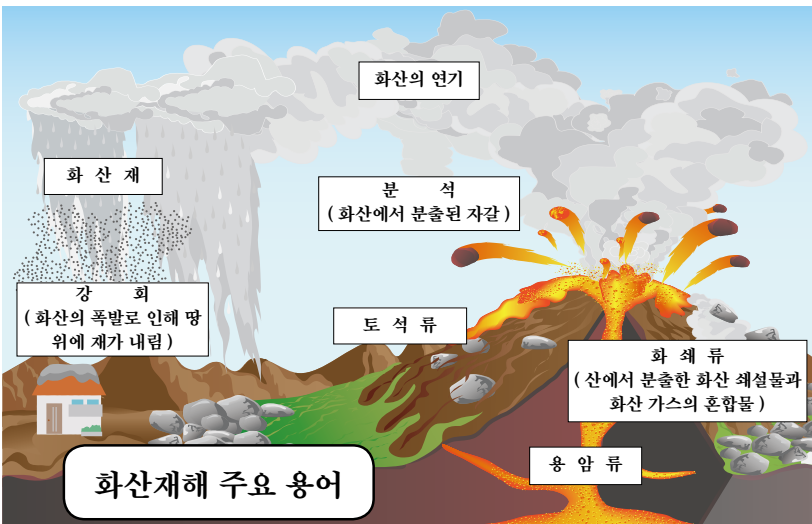 화산의 연기
화 산 재
분 석
( 화산에서 분출된 자갈 )
강 회
( 화산의 폭발로 인해 땅
위에 재가 내림 )
토 석 류
화 쇄 류
( 산에서 분출한 화산 쇄설물과
화산 가스의 혼합물 )
용 암 류
화산재해 주요 용어